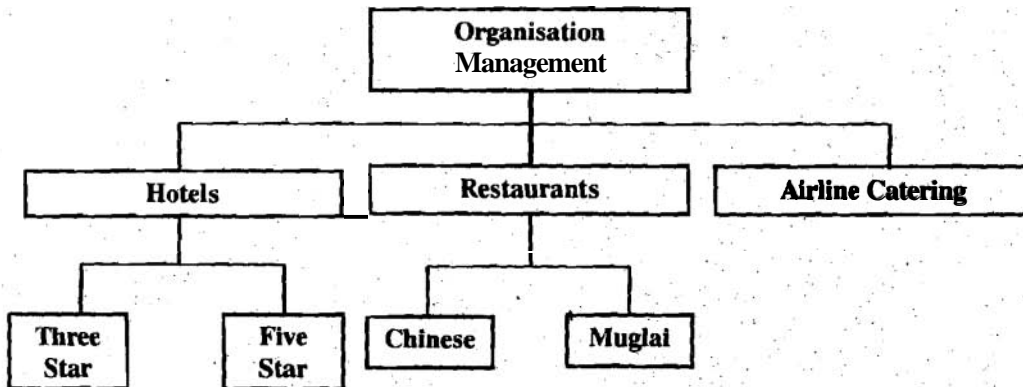 Organisation
Management
Hotels
Restaurants
Airline Catering
Three
Star
Five
Star
Chinese
Muglai